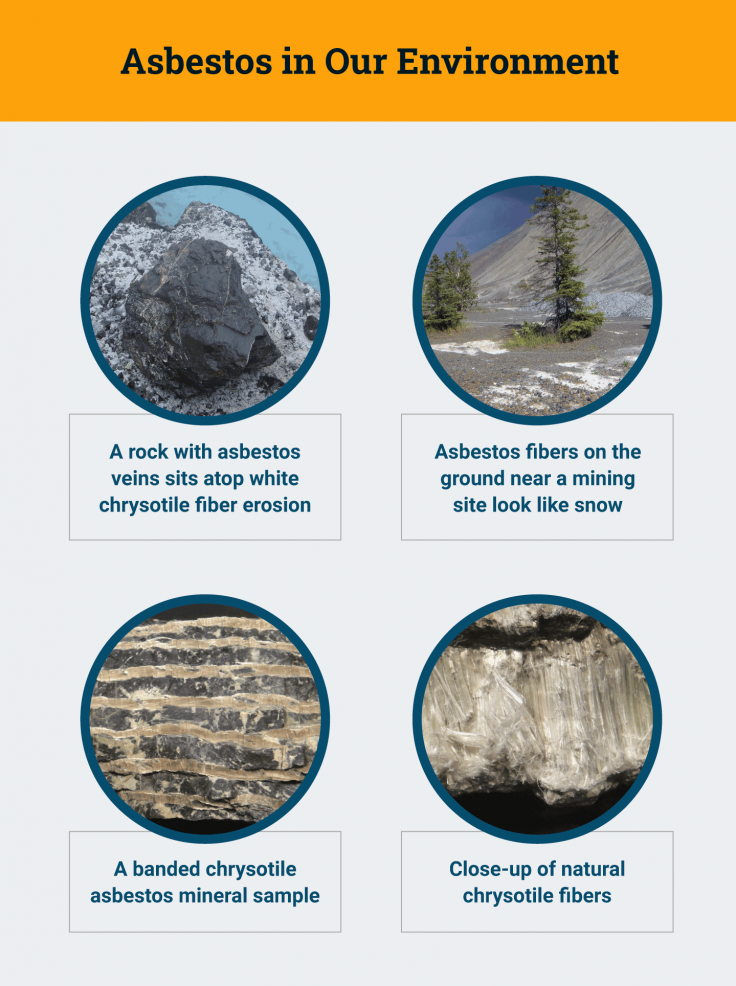 Asbestos in Our Environment
A rock with asbestos
veins sits atop white
chrysotile fiber erosion
Asbestos fibers on the
ground near a mining
site look like snow
A banded chrysotile
asbestos mineral sample
Close-up of natural
chrysotile fibers